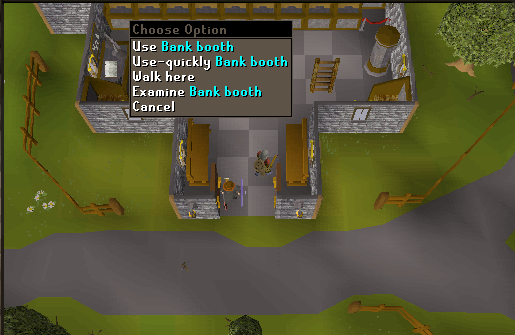 Choose Option
Use Bank booth
Use-quickly Bank booth
Walk here
Examine Bank booth
Cancel